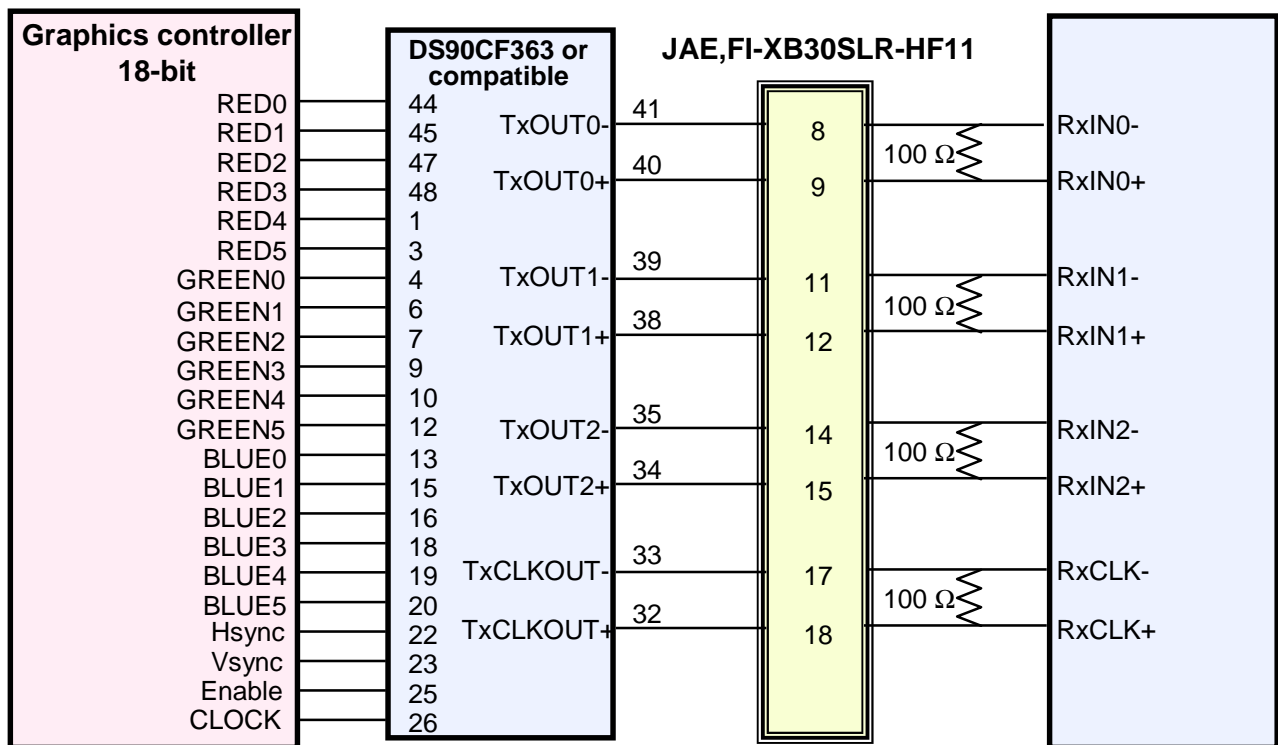 Graphics controller
18-bit
DS90CF363 or
compatible
JAE,FI-XB30SLR-HF11
RED0 44
RED1 45
RED2 47
RED3 48
RED4 1
RED5 3
GREEN0 4
GREEN1 6
GREEN2 7
GREEN3 9
GREEN4 10
GREEN5 12
BLUE0 13
BLUE1 15
BLUE2 16
BLUE3 18
BLUE4 19
BLUE5 20
Hsync 22
Vsync 23
Enable 25
CLOCK 26
TxOUT0- 41 8 RxIN0-
100 Ω
TxOUT0+ 40 9 RxIN0+
TxOUT1- 39 11 RxIN1-
100 Ω
TxOUT1+ 38 12 RxIN1+
TxOUT2- 35 14 RxIN2-
100 Ω
TxOUT2+ 34 15 RxIN2+
TxCLKOUT- 33 17 RxCLK-
100 Ω
TxCLKOUT+ 32 18 RxCLK+